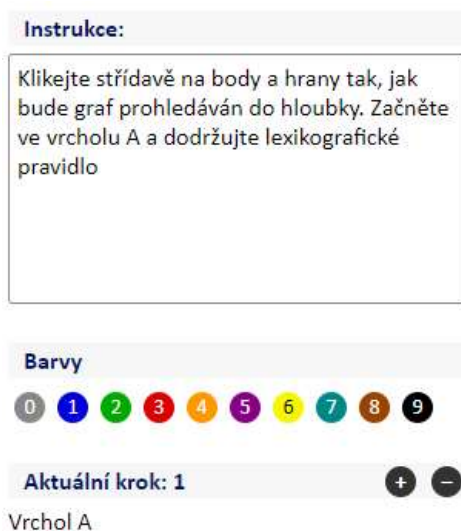 Instrukce:
Klikejte střídavě na body a hrany tak, jak
bude graf prohledáván do hloubky. Začněte
ve vrcholu A a dodržujte lexikografické
pravidlo
Barvy
0 1 2 3 4 5 6 7 8 9
Aktuální krok: 1 + −
Vrchol A